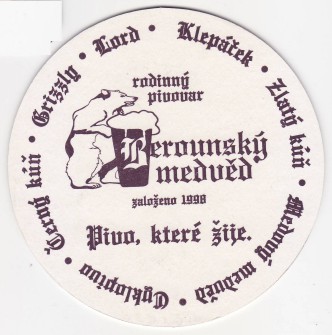 Cyklopivo • Černý kůň • Grizzly • Lord • Klepáček • Zlatý kůň • Medový medvěd •
rodinný
pivovar
Berounský
medvěd
založeno 1998
Pivo, které žije.